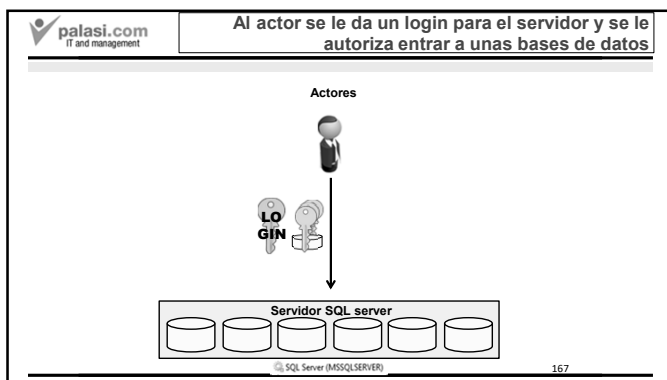 palasi.com
IT and management
Al actor se le da un login para el servidor y se le
autoriza entrar a unas bases de datos
Actores
LO
GIN
Servidor SQL server
SQL Server (MSSQLSERVER)
167